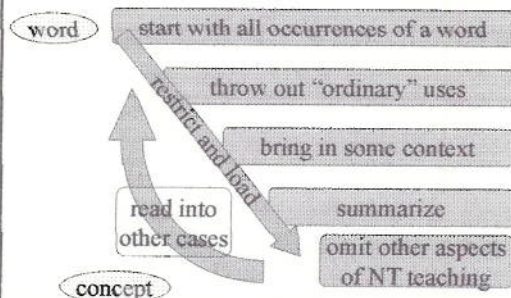 word
start with all occurrences of a word
throw out “ordinary” uses
restrict and load
bring in some context
read into
other cases
summarize
omit other aspects
of NT teaching
concept